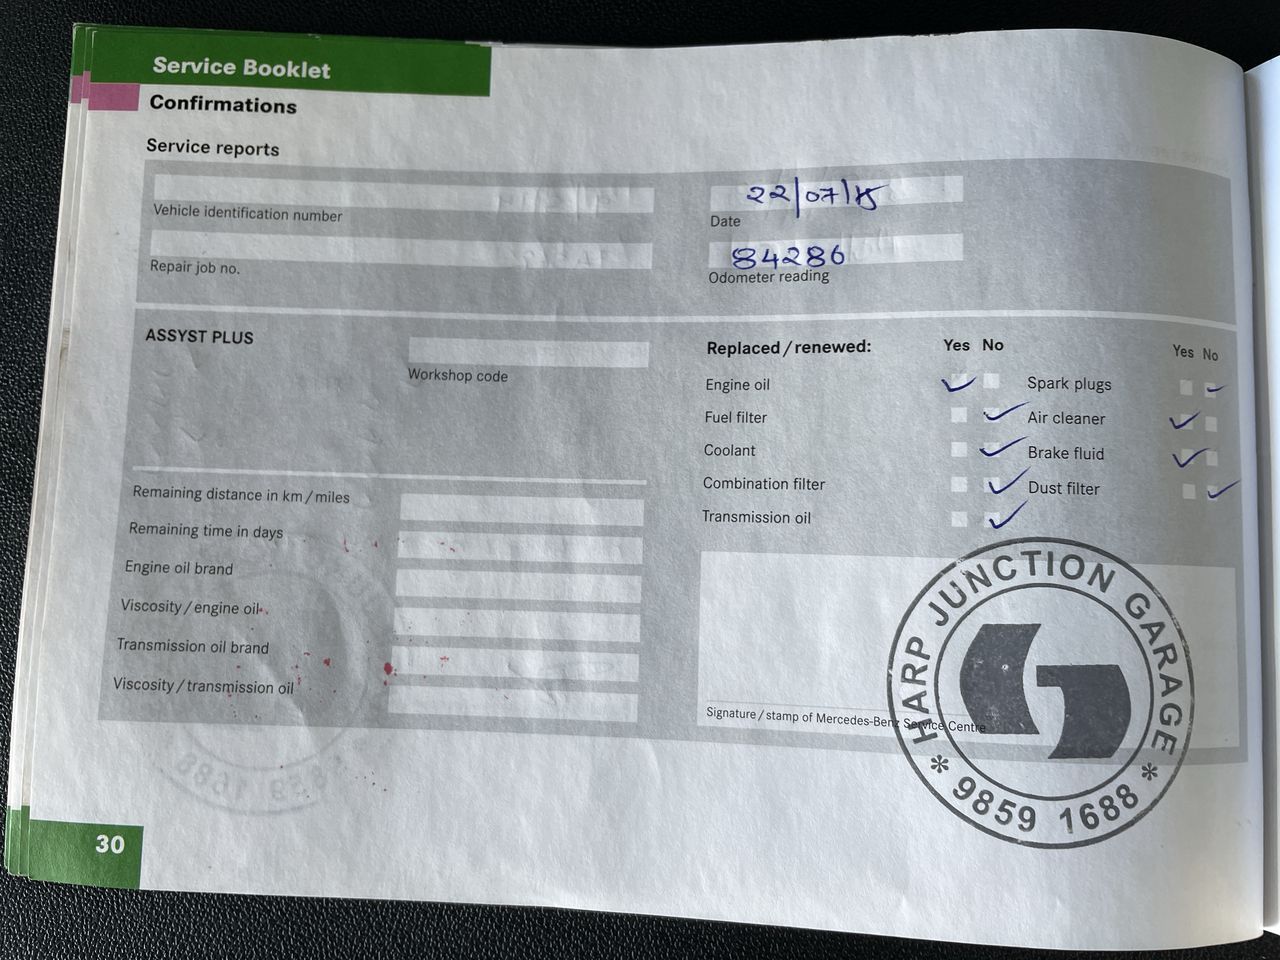 Service Booklet
Confirmations
Service reports
Vehicle identification number
22/07/15
Date
Repair job no.
84286
Odometer reading
ASSYST PLUS
Workshop code
Replaced / renewed: Yes No Yes No
Engine oil Spark plugs
Fuel filter Air cleaner
Coolant Brake fluid
Combination filter Dust filter
Transmission oil
Remaining distance in km / miles
Remaining time in days
Engine oil brand
Viscosity / engine oil
Transmission oil brand
Viscosity / transmission oil
Signature / stamp of Mercedes-Benz Service Centre
HARP JUNCTION GARAGE
* 9859 1688 *
30